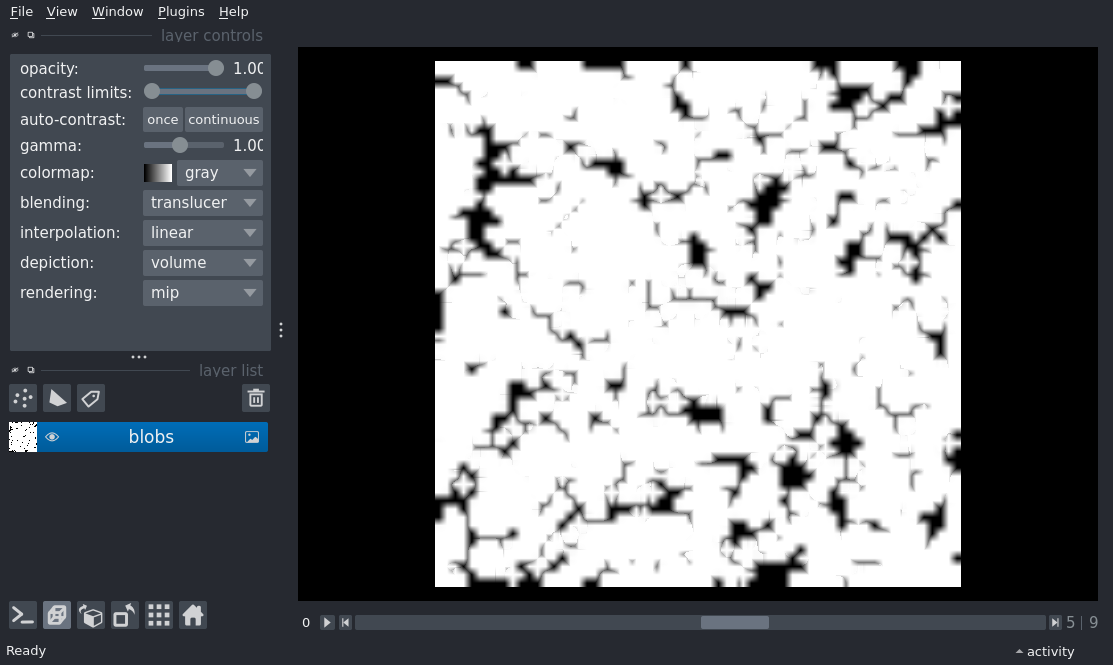 File View Window Plugins Help
layer controls
opacity: 1.00
contrast limits:
auto-contrast: once continuous
gamma: 1.00
colormap: gray
blending: translucer
interpolation: linear
depiction: volume
rendering: mip
layer list
blobs
0 5 | 9
Ready activity